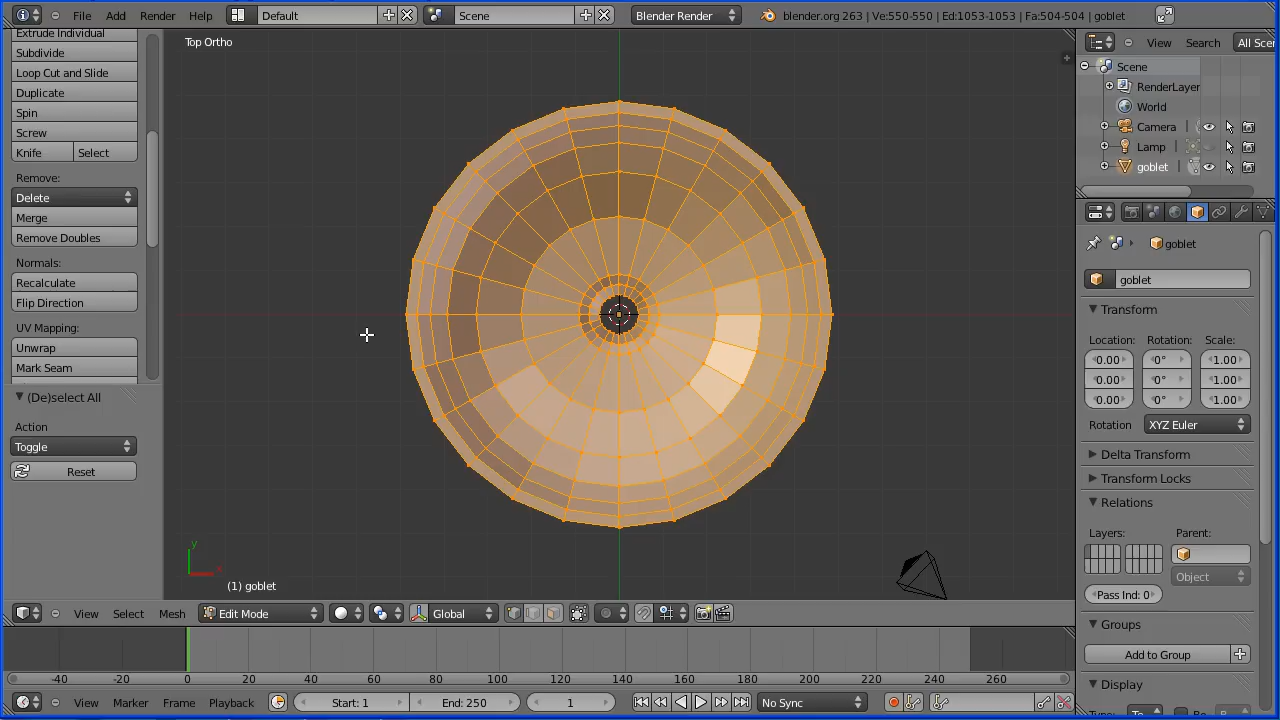 File Add Render Help Default Scene Blender Render blender.org 263 | Ve:550-550 | Ed:1053-1053 | Fa:504-504 | goblet
Extrude Individual
Subdivide
Loop Cut and Slide
Duplicate
Spin
Screw
Knife Select
Remove:
Delete
Merge
Remove Doubles
Normals:
Recalculate
Flip Direction
UV Mapping:
Unwrap
Mark Seam
(De)select All
Action
Toggle
Reset
Top Ortho
y
x
(1) goblet
View Select Mesh Edit Mode Global
-40 -20 0 20 40 60 80 100 120 140 160 180 200 220 240 260
View Marker Frame Playback Start: 1 End: 250 1 No Sync
View Search All Sce
Scene
RenderLayer
World
Camera
Lamp
goblet
goblet
goblet
Transform
Location: Rotation: Scale:
0.00 0° 1.00
0.00 0° 1.00
0.00 0° 1.00
Rotation XYZ Euler
Delta Transform
Transform Locks
Relations
Layers: Parent:
Object
Pass Ind: 0
Groups
Add to Group
Display